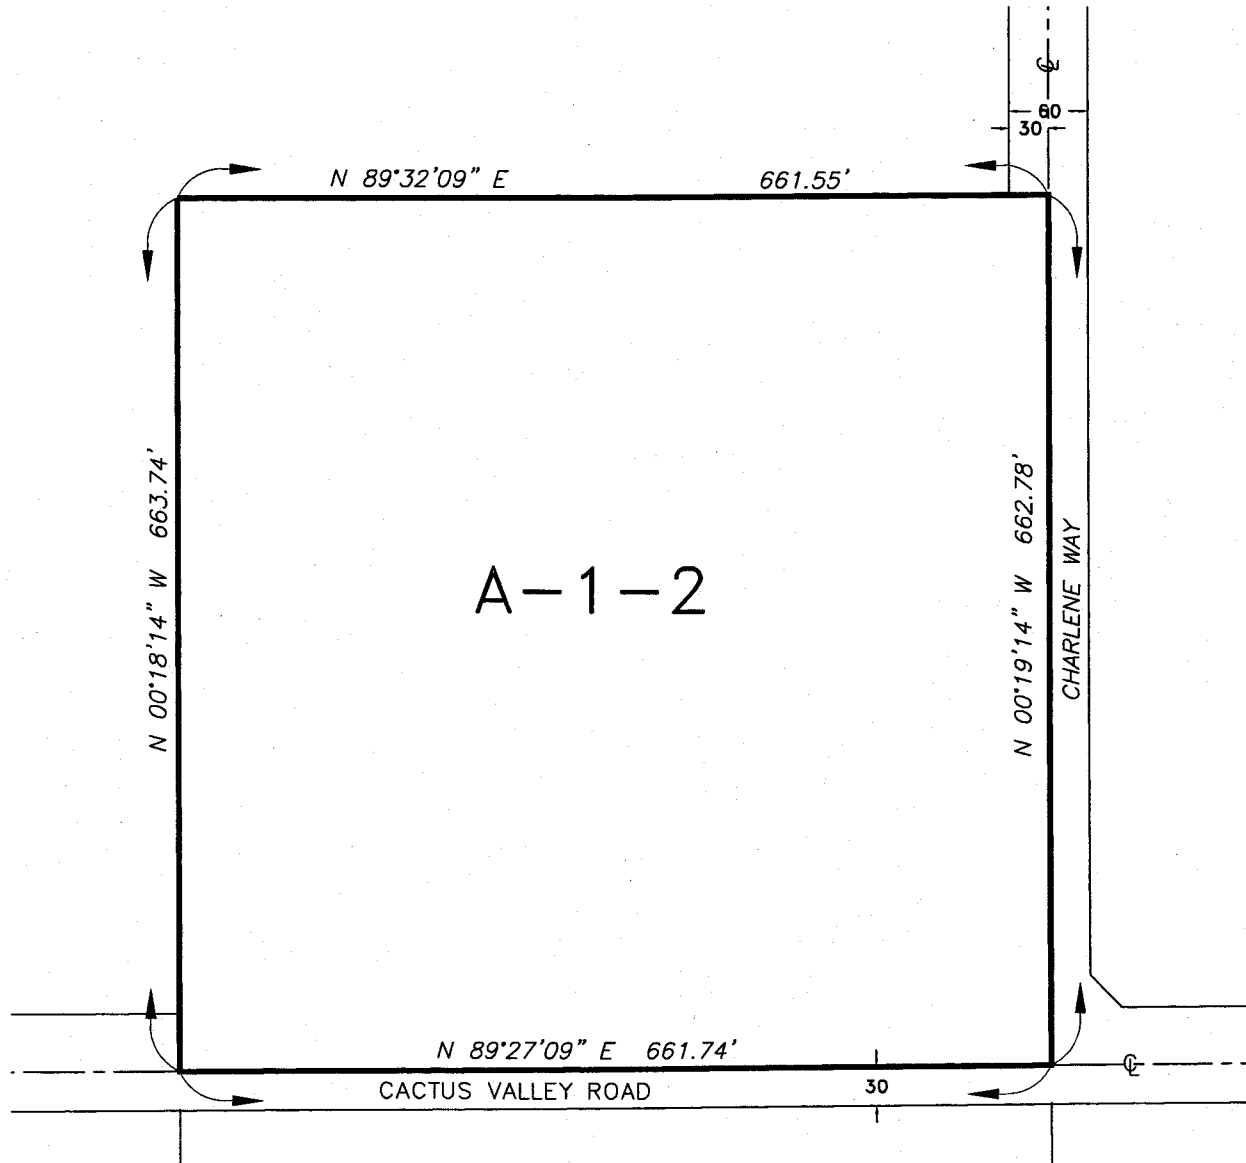 ℄
60
30
N 89°32'09" E 661.55'
N 00°18'14" W 663.74'
N 00°19'14" W 662.78'
CHARLENE WAY
A-1-2
N 89°27'09" E 661.74'
℄
CACTUS VALLEY ROAD
30